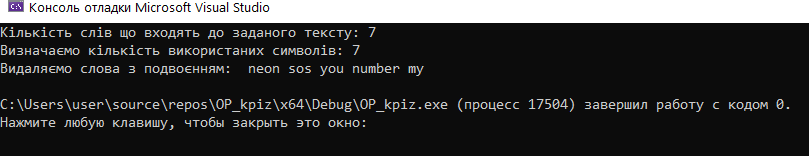 Консоль отладки Microsoft Visual Studio
Кількість слів що входять до заданого тексту: 7
Визначаємо кількість використаних символів: 7
Видаляємо слова з подвоєнням:  neon sos you number my
C:\Users\user\source\repos\OP_kpiz\x64\Debug\OP_kpiz.exe (процесс 17504) завершил работу с кодом 0.
Нажмите любую клавишу, чтобы закрыть это окно: